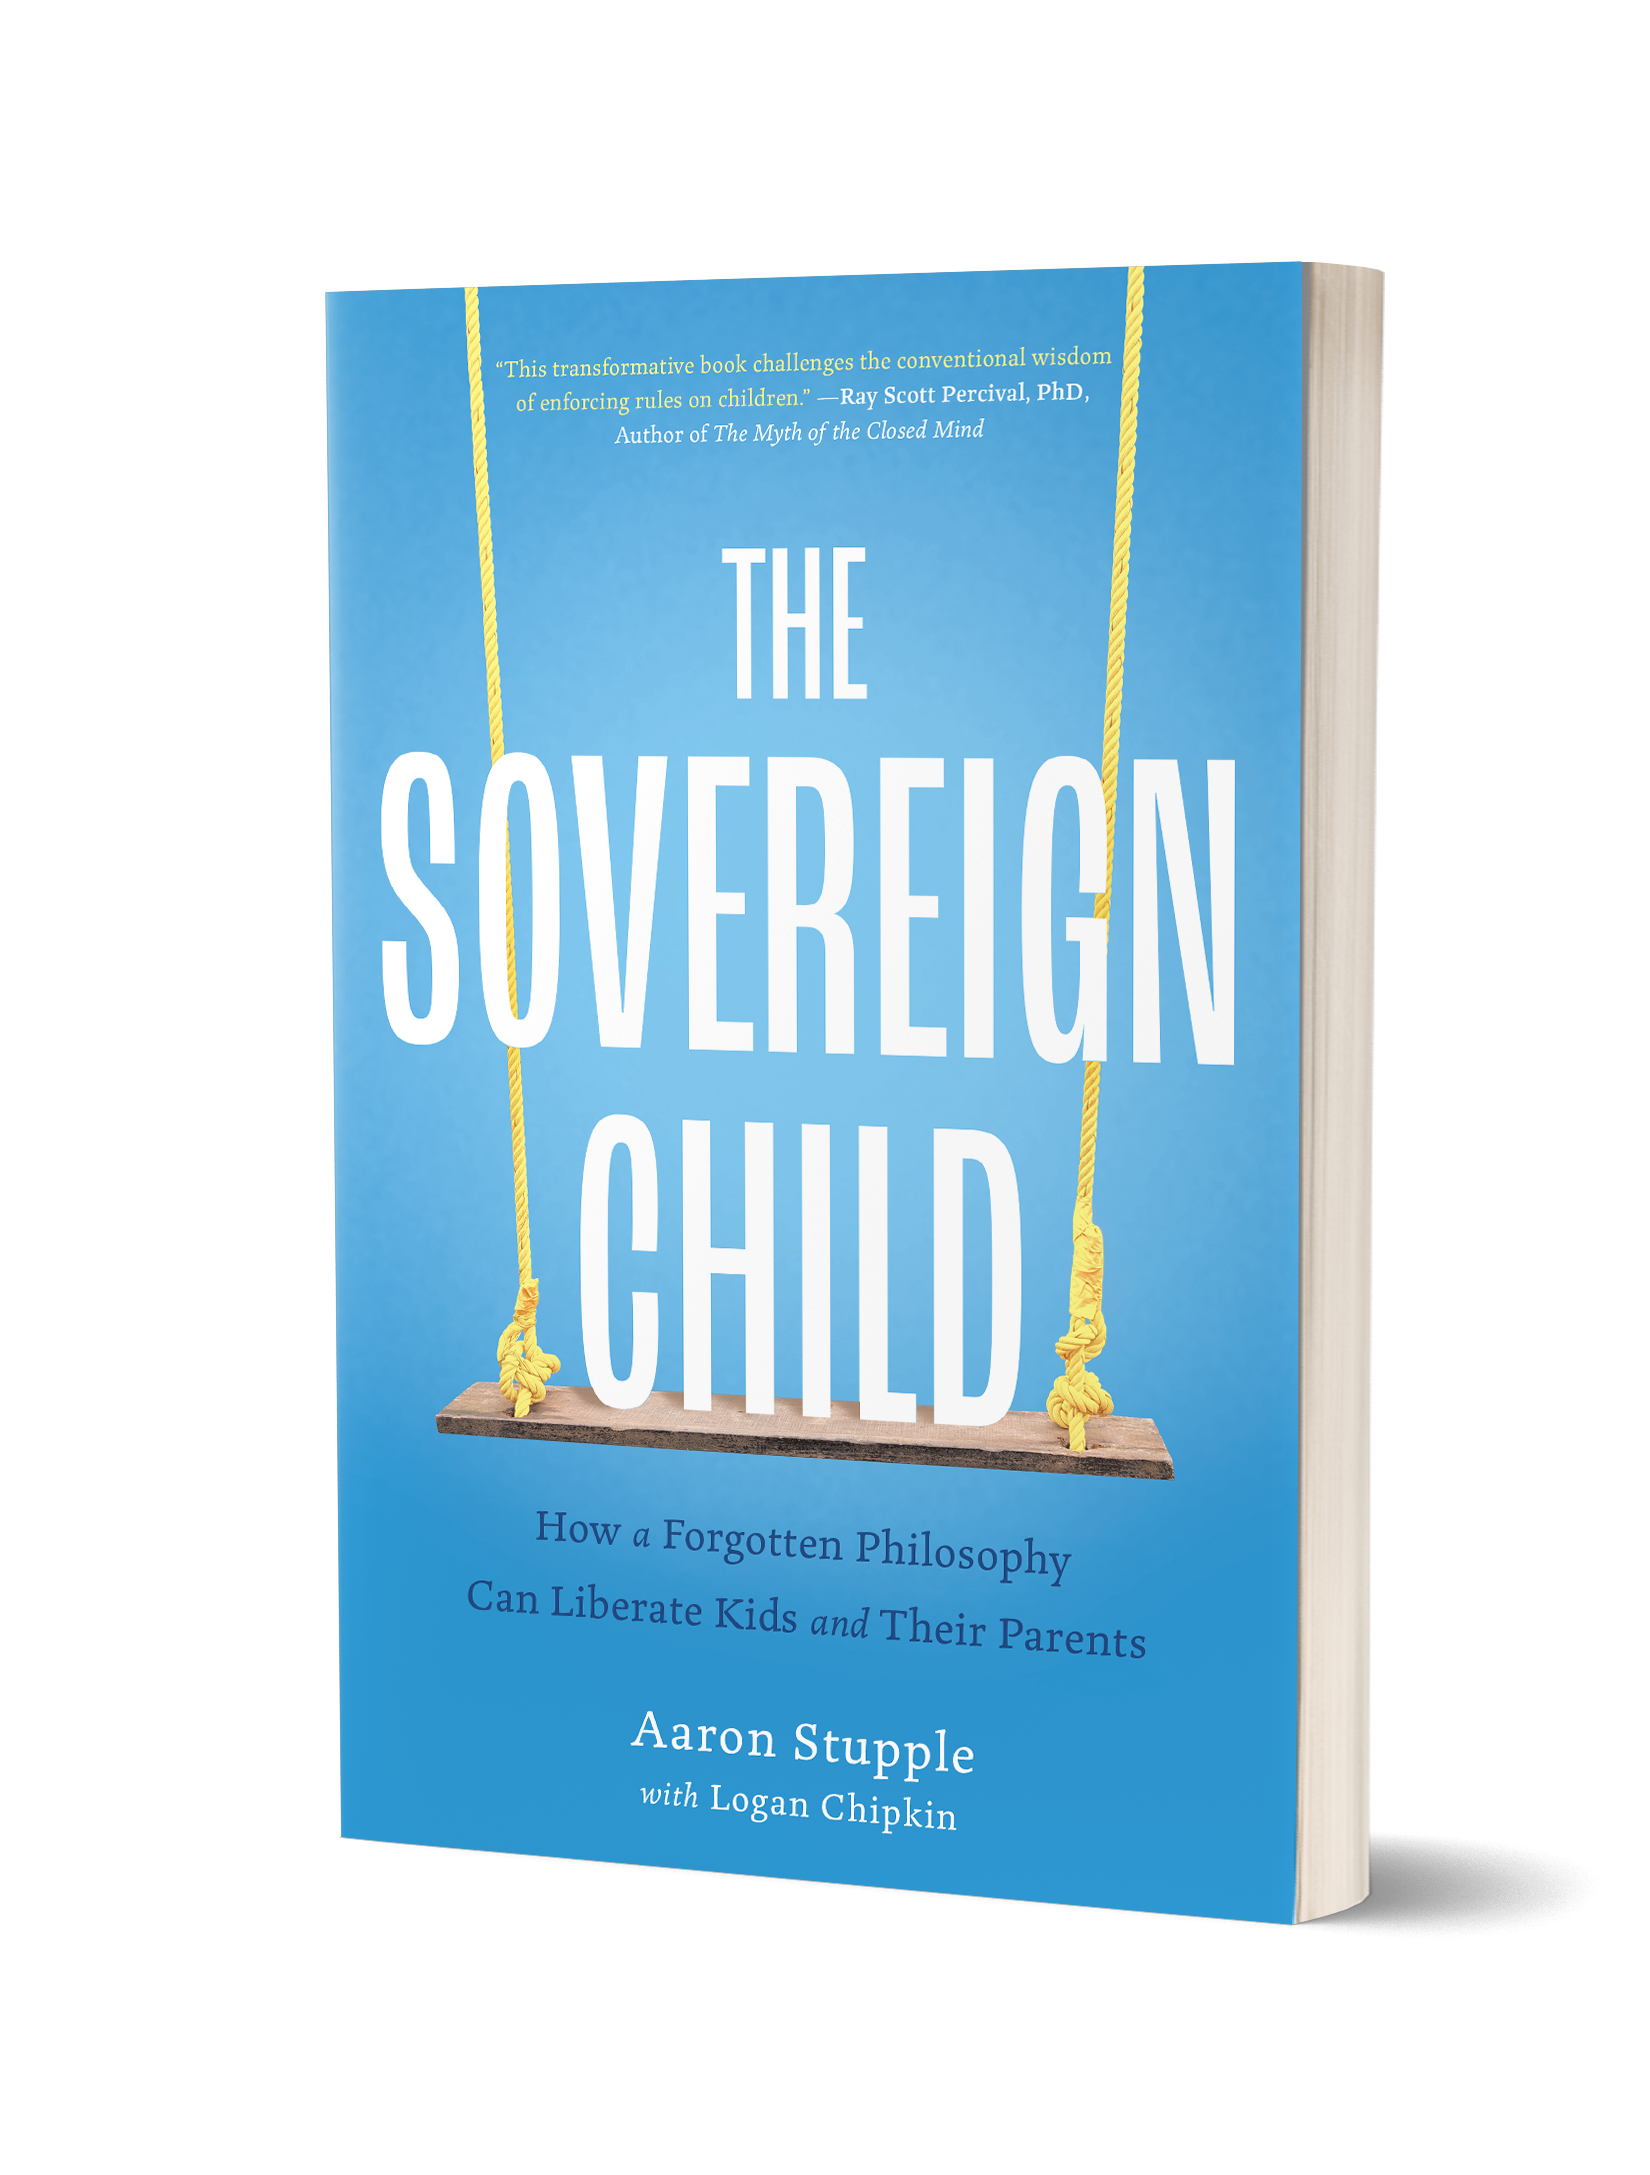 “This transformative book challenges the conventional wisdom
of enforcing rules on children.” —Ray Scott Percival, PhD,
Author of The Myth of the Closed Mind
THE
SOVEREIGN
CHILD
How a Forgotten Philosophy
Can Liberate Kids and Their Parents
Aaron Stupple
with Logan Chipkin